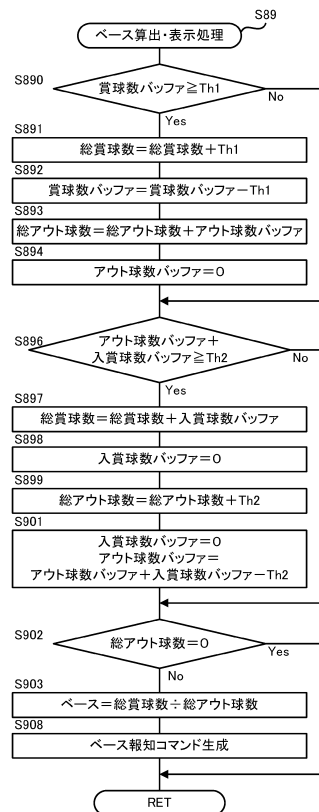 S89
ベース算出・表示処理
S890
賞球数バッファ≧Th1
No
Yes
S891
総賞球数＝総賞球数＋Th1
S892
賞球数バッファ＝賞球数バッファ－Th1
S893
総アウト球数＝総アウト球数＋アウト球数バッファ
S894
アウト球数バッファ＝0
S896
アウト球数バッファ＋
入賞球数バッファ≧Th2
No
Yes
S897
総賞球数＝総賞球数＋入賞球数バッファ
S898
入賞球数バッファ＝0
S899
総アウト球数＝総アウト球数＋Th2
S901
入賞球数バッファ＝0
アウト球数バッファ＝
アウト球数バッファ＋入賞球数バッファ－Th2
S902
総アウト球数＝0
Yes
No
S903
ベース＝総賞球数÷総アウト球数
S908
ベース報知コマンド生成
RET